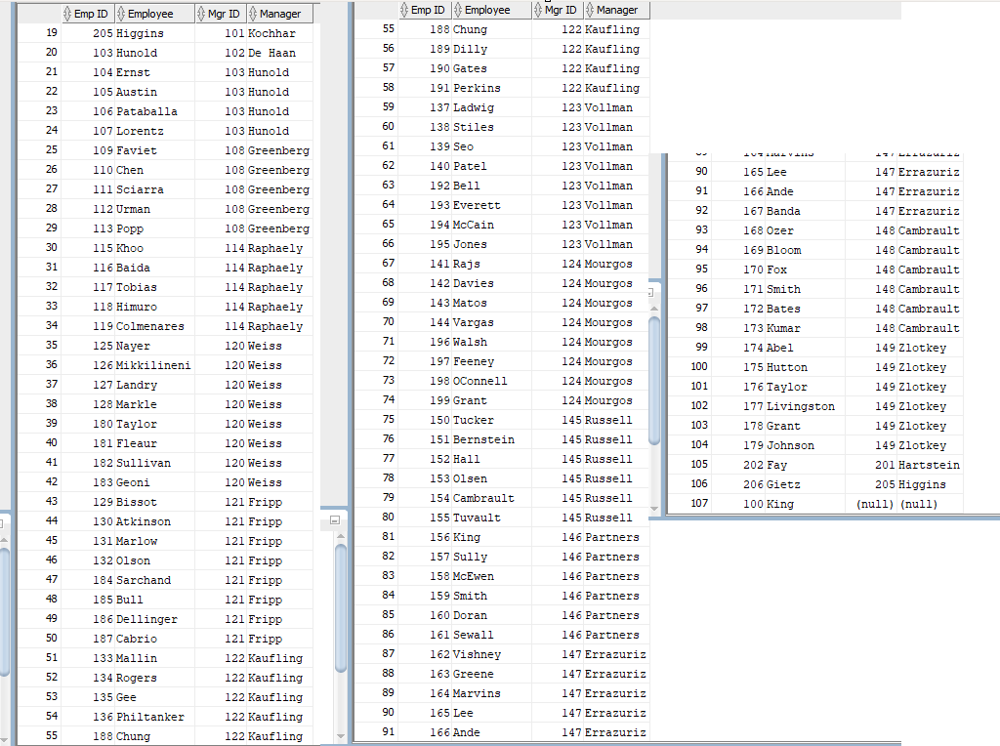 Emp ID Employee Mgr ID Manager
19 205 Higgins 101 Kochhar
20 103 Hunold 102 De Haan
21 104 Ernst 103 Hunold
22 105 Austin 103 Hunold
23 106 Pataballa 103 Hunold
24 107 Lorentz 103 Hunold
25 109 Faviet 108 Greenberg
26 110 Chen 108 Greenberg
27 111 Sciarra 108 Greenberg
28 112 Urman 108 Greenberg
29 113 Popp 108 Greenberg
30 115 Khoo 114 Raphaely
31 116 Baida 114 Raphaely
32 117 Tobias 114 Raphaely
33 118 Himuro 114 Raphaely
34 119 Colmenares 114 Raphaely
35 125 Nayer 120 Weiss
36 126 Mikkilineni 120 Weiss
37 127 Landry 120 Weiss
38 128 Markle 120 Weiss
39 180 Taylor 120 Weiss
40 181 Fleaur 120 Weiss
41 182 Sullivan 120 Weiss
42 183 Geoni 120 Weiss
43 129 Bissot 121 Fripp
44 130 Atkinson 121 Fripp
45 131 Marlow 121 Fripp
46 132 Olson 121 Fripp
47 184 Sarchand 121 Fripp
48 185 Bull 121 Fripp
49 186 Dellinger 121 Fripp
50 187 Cabrio 121 Fripp
51 133 Mallin 122 Kaufling
52 134 Rogers 122 Kaufling
53 135 Gee 122 Kaufling
54 136 Philtanker 122 Kaufling
55 188 Chung 122 Kaufling
Emp ID Employee Mgr ID Manager
55 188 Chung 122 Kaufling
56 189 Dilly 122 Kaufling
57 190 Gates 122 Kaufling
58 191 Perkins 122 Kaufling
59 137 Ladwig 123 Vollman
60 138 Stiles 123 Vollman
61 139 Seo 123 Vollman
62 140 Patel 123 Vollman
63 192 Bell 123 Vollman
64 193 Everett 123 Vollman
65 194 McCain 123 Vollman
66 195 Jones 123 Vollman
67 141 Rajs 124 Mourgos
68 142 Davies 124 Mourgos
69 143 Matos 124 Mourgos
70 144 Vargas 124 Mourgos
71 196 Walsh 124 Mourgos
72 197 Feeney 124 Mourgos
73 198 OConnell 124 Mourgos
74 199 Grant 124 Mourgos
75 150 Tucker 145 Russell
76 151 Bernstein 145 Russell
77 152 Hall 145 Russell
78 153 Olsen 145 Russell
79 154 Cambrault 145 Russell
80 155 Tuvault 145 Russell
81 156 King 146 Partners
82 157 Sully 146 Partners
83 158 McEwen 146 Partners
84 159 Smith 146 Partners
85 160 Doran 146 Partners
86 161 Sewall 146 Partners
87 162 Vishney 147 Errazuriz
88 163 Greene 147 Errazuriz
89 164 Marvins 147 Errazuriz
90 165 Lee 147 Errazuriz
91 166 Ande 147 Errazuriz
90 165 Lee 147 Errazuriz
91 166 Ande 147 Errazuriz
92 167 Banda 147 Errazuriz
93 168 Ozer 148 Cambrault
94 169 Bloom 148 Cambrault
95 170 Fox 148 Cambrault
96 171 Smith 148 Cambrault
97 172 Bates 148 Cambrault
98 173 Kumar 148 Cambrault
99 174 Abel 149 Zlotkey
100 175 Hutton 149 Zlotkey
101 176 Taylor 149 Zlotkey
102 177 Livingston 149 Zlotkey
103 178 Grant 149 Zlotkey
104 179 Johnson 149 Zlotkey
105 202 Fay 201 Hartstein
106 206 Gietz 205 Higgins
107 100 King (null) (null)